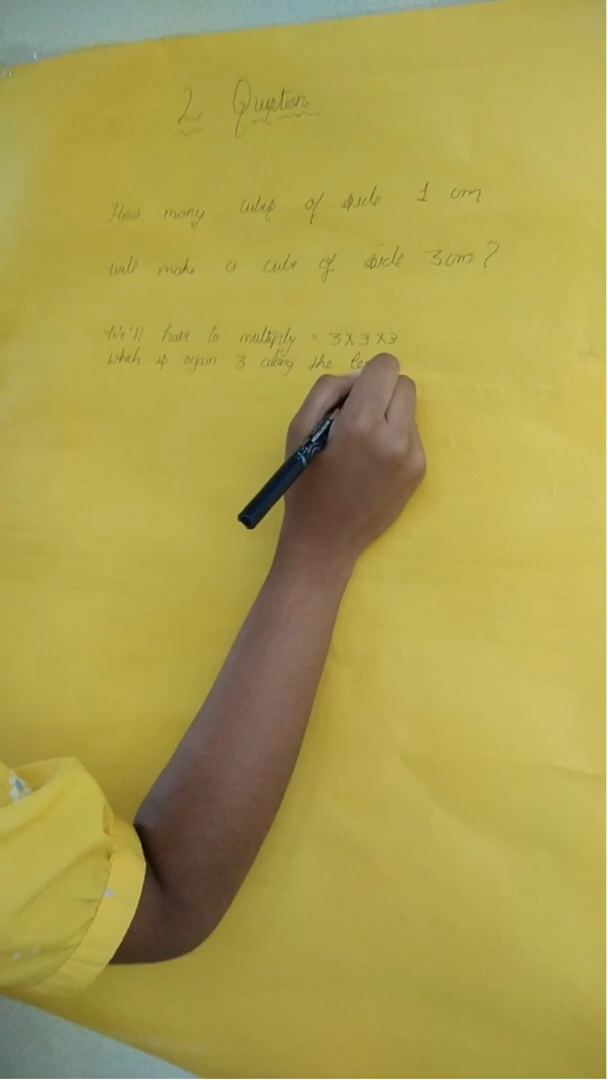 2 Question
How many cubes of side 1 cm
will make a cube of side 3cm?
We'll have to multiply = 3X3X3
which is again 3 along the le